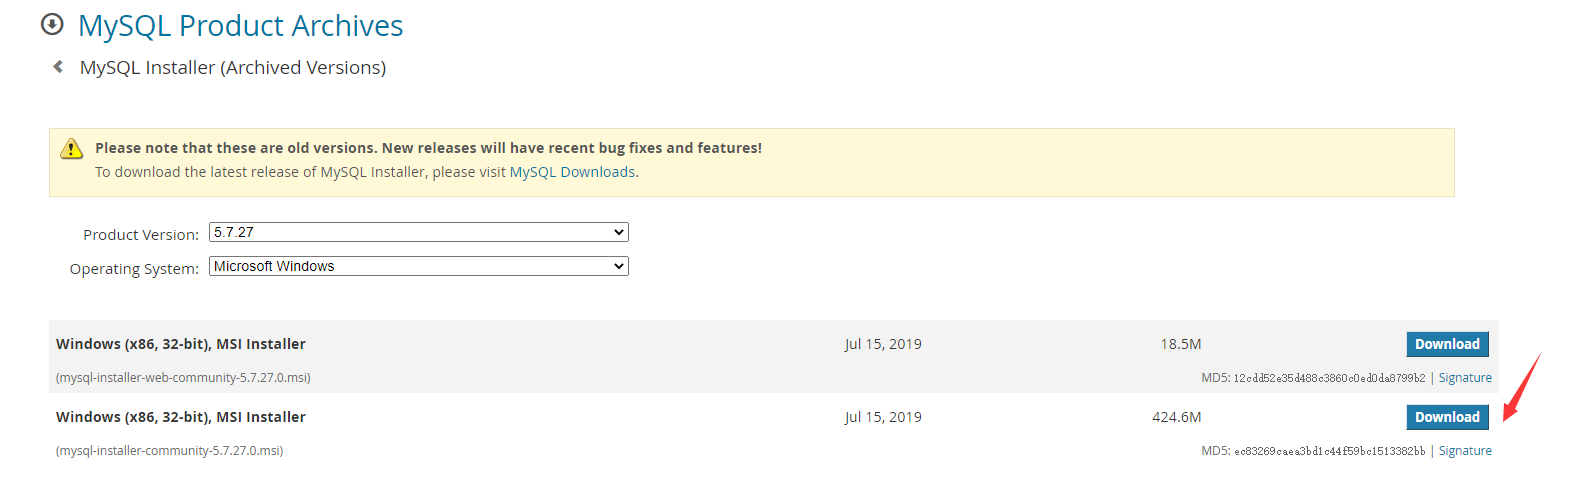 MySQL Product Archives
MySQL Installer (Archived Versions)
Please note that these are old versions. New releases will have recent bug fixes and features!
To download the latest release of MySQL Installer, please visit MySQL Downloads.
Product Version: 5.7.27
Operating System: Microsoft Windows
Windows (x86, 32-bit), MSI Installer Jul 15, 2019 18.5M Download
(mysql-installer-web-community-5.7.27.0.msi) MD5: 12cdd52e35d488c3860c0ed0da8799b2 | Signature
Windows (x86, 32-bit), MSI Installer Jul 15, 2019 424.6M Download
(mysql-installer-community-5.7.27.0.msi) MD5: ec83269caea3bd1c44f59bc1513382bb | Signature